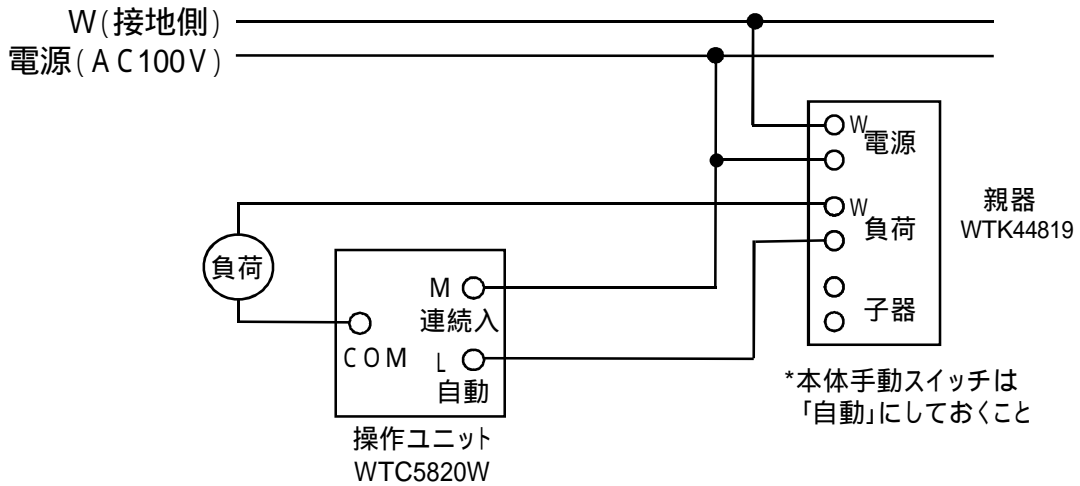 W(接地側)
電源(AC100V)
W
電源
W
負荷
子器
親器
WTK44819
負荷
M
連続入
COM
L
自動
*本体手動スイッチは
「自動」にしておくこと
操作ユニット
WTC5820W